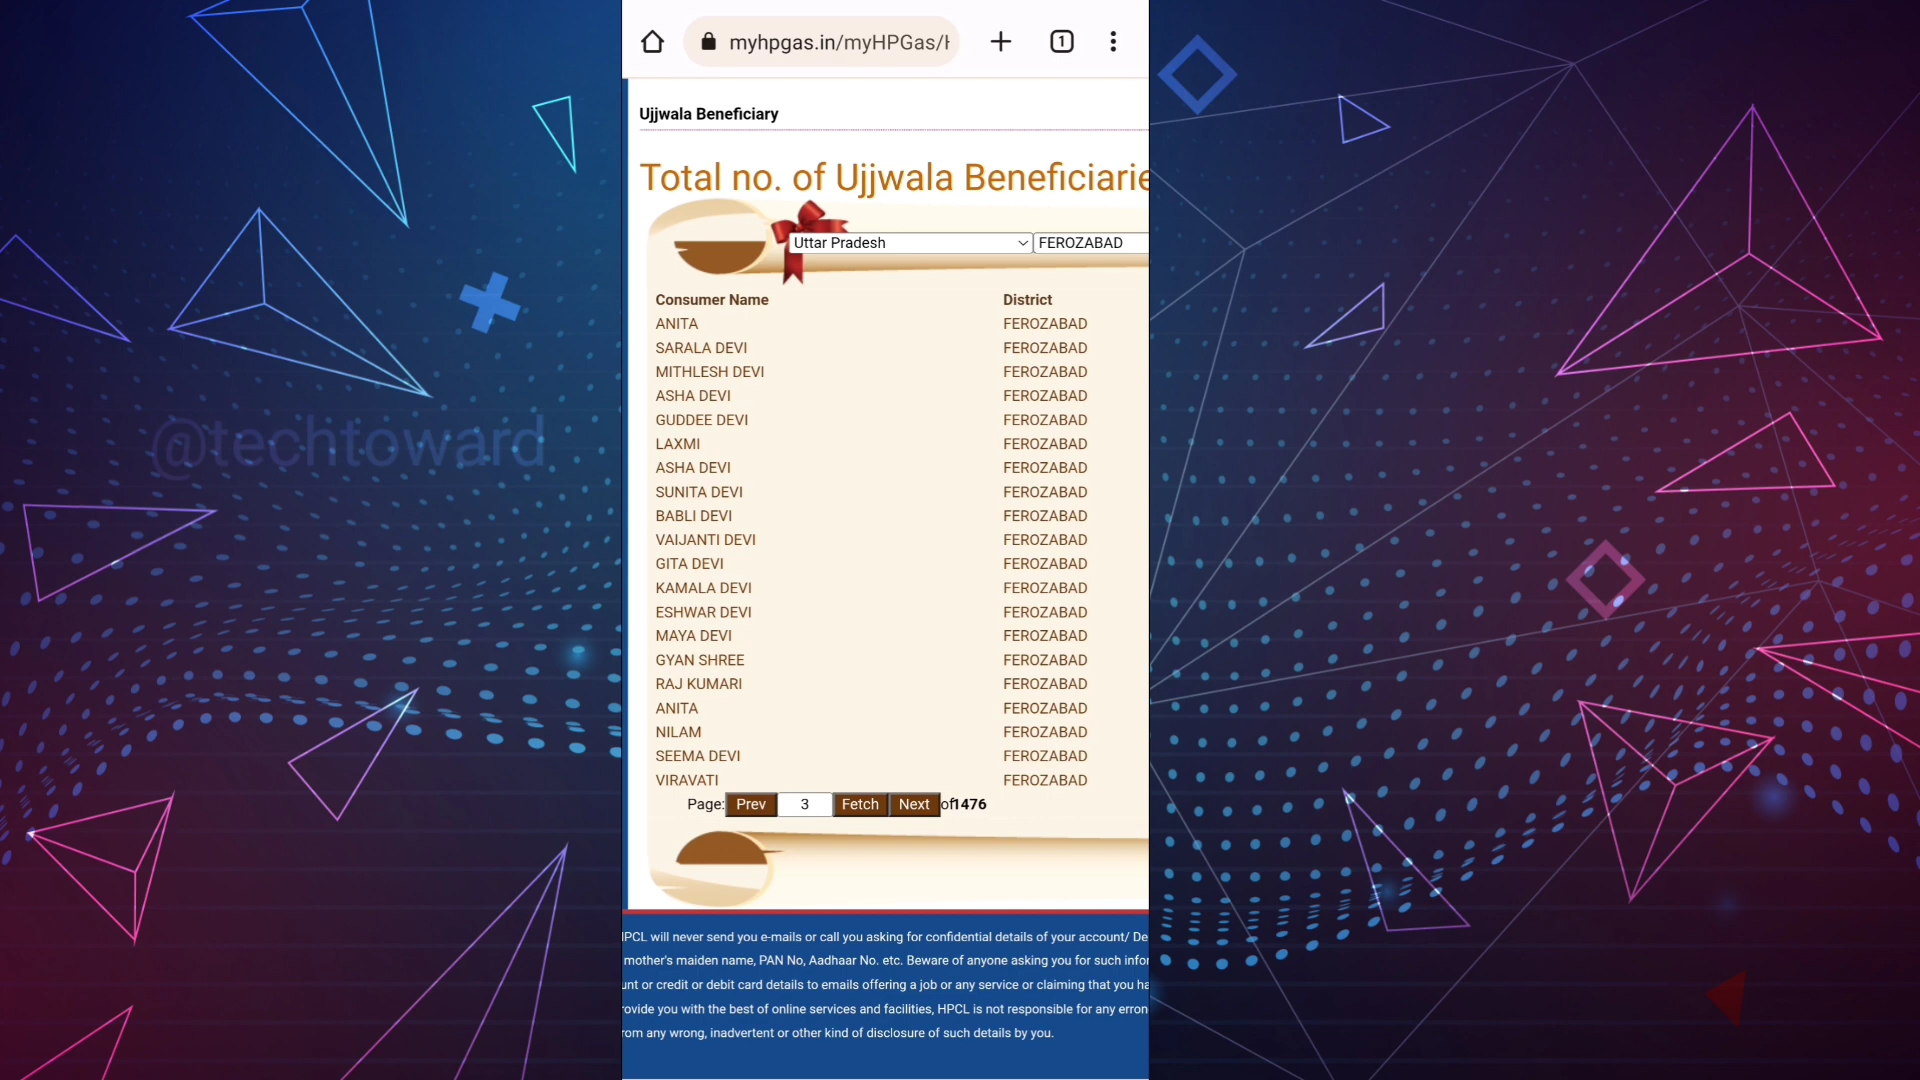 myhpgas.in/myHPGas/
1
Ujjwala Beneficiary
Total no. of Ujjwala Beneficiarie
Uttar Pradesh FEROZABAD
Consumer Name District
ANITA FEROZABAD
SARALA DEVI FEROZABAD
MITHLESH DEVI FEROZABAD
ASHA DEVI FEROZABAD
GUDDEE DEVI FEROZABAD
LAXMI FEROZABAD
ASHA DEVI FEROZABAD
SUNITA DEVI FEROZABAD
BABLI DEVI FEROZABAD
VAIJANTI DEVI FEROZABAD
GITA DEVI FEROZABAD
KAMALA DEVI FEROZABAD
ESHWAR DEVI FEROZABAD
MAYA DEVI FEROZABAD
GYAN SHREE FEROZABAD
RAJ KUMARI FEROZABAD
ANITA FEROZABAD
NILAM FEROZABAD
SEEMA DEVI FEROZABAD
VIRAVATI FEROZABAD
Page: Prev 3 Fetch Next of1476
HPCL will never send you e-mails or call you asking for confidential details of your account/ De
mother's maiden name, PAN No, Aadhaar No. etc. Beware of anyone asking you for such infor
unt or credit or debit card details to emails offering a job or any service or claiming that you ha
rovide you with the best of online services and facilities, HPCL is not responsible for any erron
rom any wrong, inadvertent or other kind of disclosure of such details by you.
@techtoward